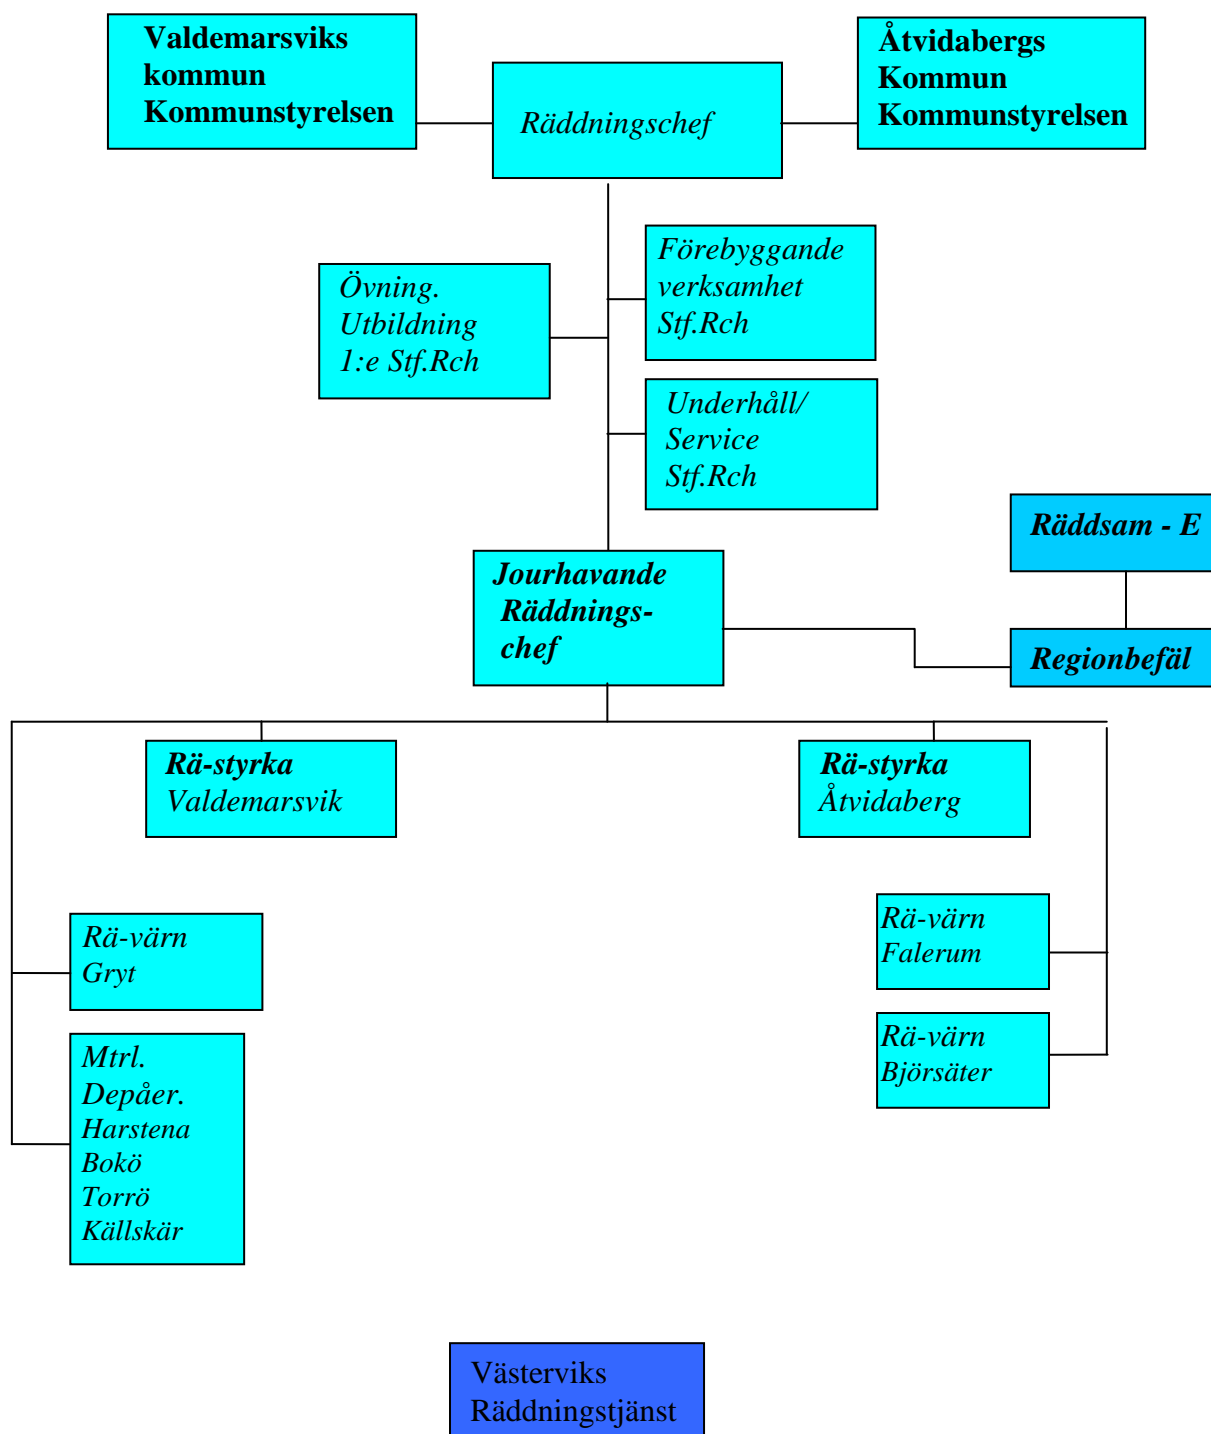 Valdemarsviks
kommun
Kommunstyrelsen
Räddningschef
Åtvidabergs
Kommun
Kommunstyrelsen
Övning.
Utbildning
1:e Stf.Rch
Förebyggande
verksamhet
Stf.Rch
Underhåll/
Service
Stf.Rch
Räddsam - E
Jourhavande
Räddnings-
chef
Regionbefäl
Rä-styrka
Valdemarsvik
Rä-styrka
Åtvidaberg
Rä-värn
Gryt
Rä-värn
Falerum
Mtrl.
Depåer.
Harstena
Bokö
Torrö
Källskär
Rä-värn
Björsäter
Västerviks
Räddningstjänst